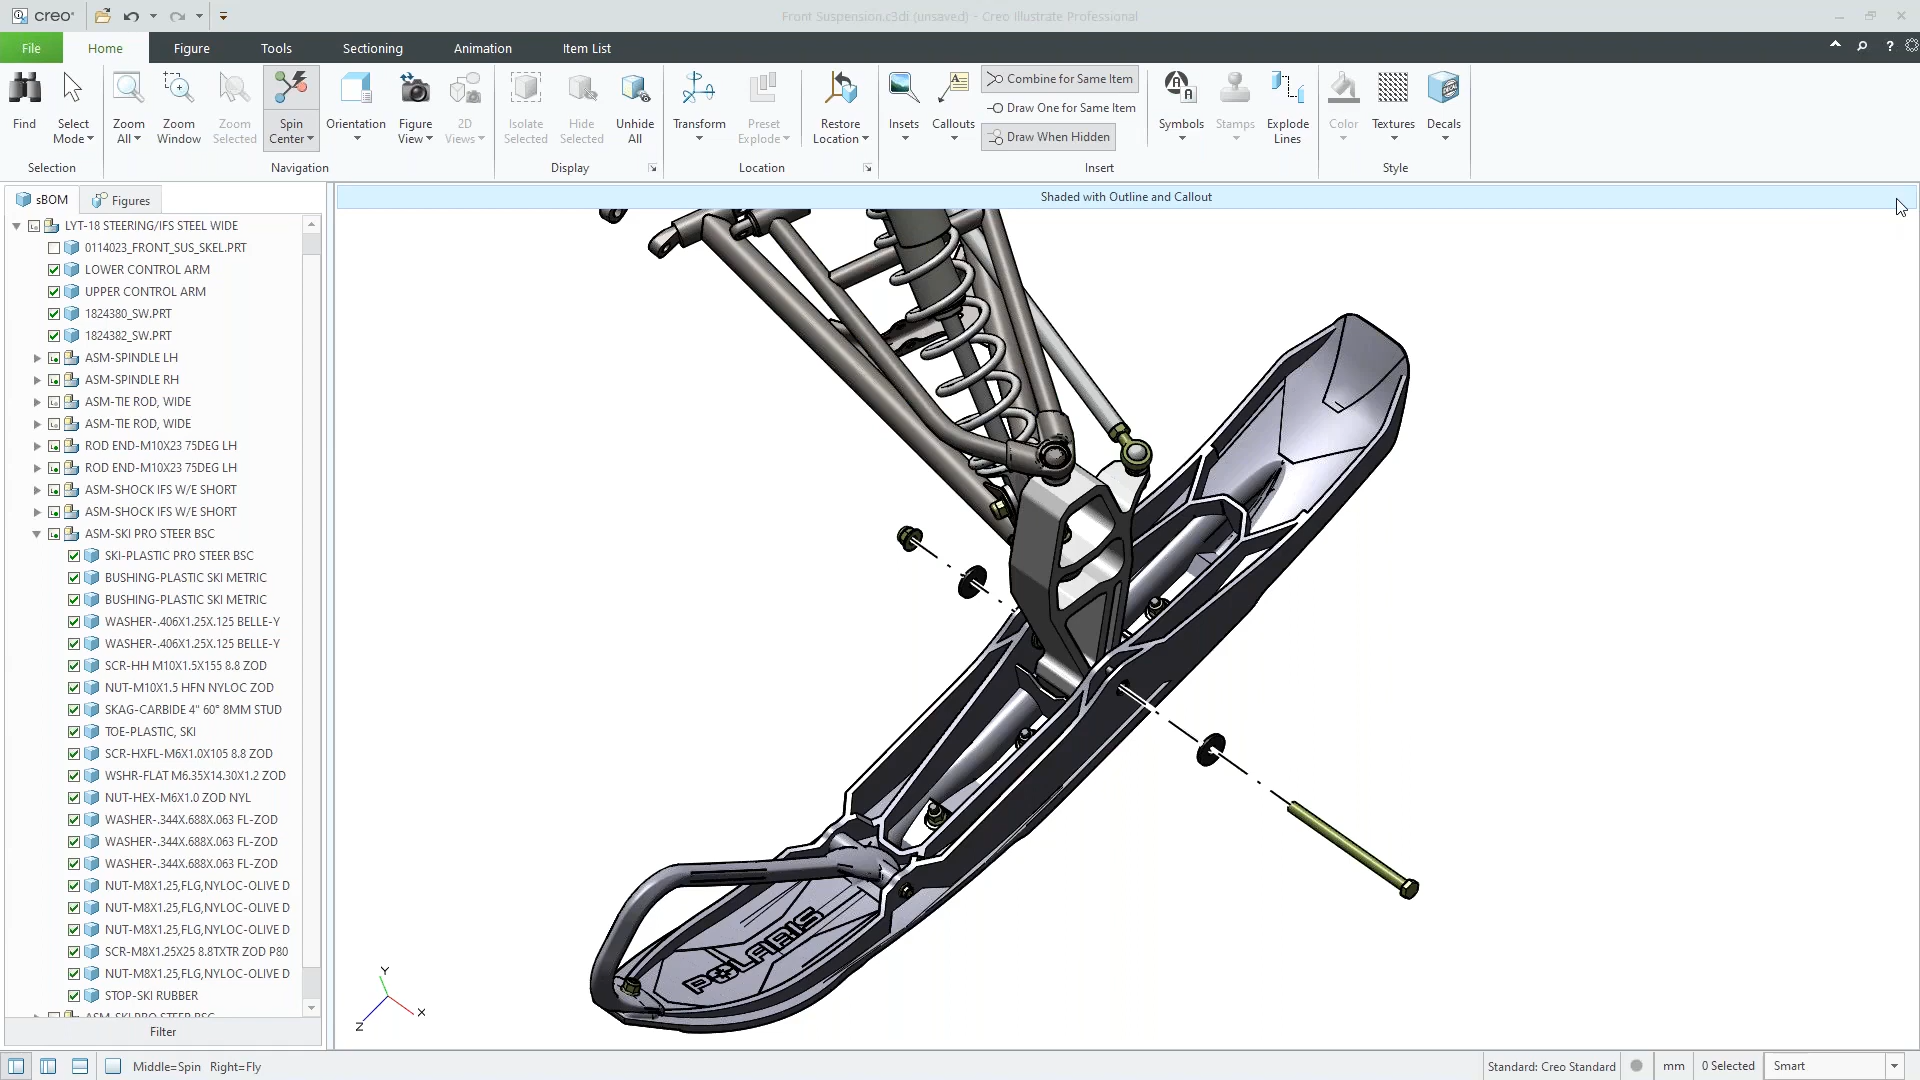 creo
Front Suspension.c3di (unsaved) - Creo Illustrate Professional
File
Home
Figure
Tools
Sectioning
Animation
Item List
Find
Select Mode
Selection
Zoom All
Zoom Window
Zoom Selected
Spin Center
Orientation
Figure View
2D Views
Navigation
Isolate Selected
Hide Selected
Unhide All
Display
Transform
Preset Explode
Restore Location
Location
Inserts
Callouts
Combine for Same Item
Draw One for Same Item
Draw When Hidden
Symbols
Stamps
Explode Lines
Insert
Color
Textures
Decals
Style
sBOM
Figures
Shaded with Outline and Callout
LYT-18 STEERING/IFS STEEL WIDE
0114023_FRONT_SUS_SKEL.PRT
LOWER CONTROL ARM
UPPER CONTROL ARM
1824380_SW.PRT
1824382_SW.PRT
ASM-SPINDLE LH
ASM-SPINDLE RH
ASM-TIE ROD, WIDE
ASM-TIE ROD, WIDE
ROD END-M10X23 75DEG LH
ROD END-M10X23 75DEG LH
ASM-SHOCK IFS W/E SHORT
ASM-SHOCK IFS W/E SHORT
ASM-SKI PRO STEER BSC
SKI-PLASTIC PRO STEER BSC
BUSHING-PLASTIC SKI METRIC
BUSHING-PLASTIC SKI METRIC
WASHER-.406X1.25X.125 BELLE-Y
WASHER-.406X1.25X.125 BELLE-Y
SCR-HH M10X1.5X155 8.8 ZOD
NUT-M10X1.5 HFN NYLOC ZOD
SKAG-CARBIDE 4" 60° 8MM STUD
TOE-PLASTIC, SKI
SCR-HXFL-M6X1.0X105 8.8 ZOD
WSHR-FLAT M6.35X14.30X1.2 ZOD
NUT-HEX-M6X1.0 ZOD NYL
WASHER-.344X.688X.063 FL-ZOD
WASHER-.344X.688X.063 FL-ZOD
WASHER-.344X.688X.063 FL-ZOD
NUT-M8X1.25,FLG,NYLOC-OLIVE D
NUT-M8X1.25,FLG,NYLOC-OLIVE D
NUT-M8X1.25,FLG,NYLOC-OLIVE D
SCR-M8X1.25X25 8.8TXTR ZOD P80
NUT-M8X1.25,FLG,NYLOC-OLIVE D
STOP-SKI RUBBER
ASM-SKI PRO STEER BSC
Filter
POLARIS
Y
X
Z
Middle=Spin Right=Fly
Standard: Creo Standard
mm
0 Selected
Smart